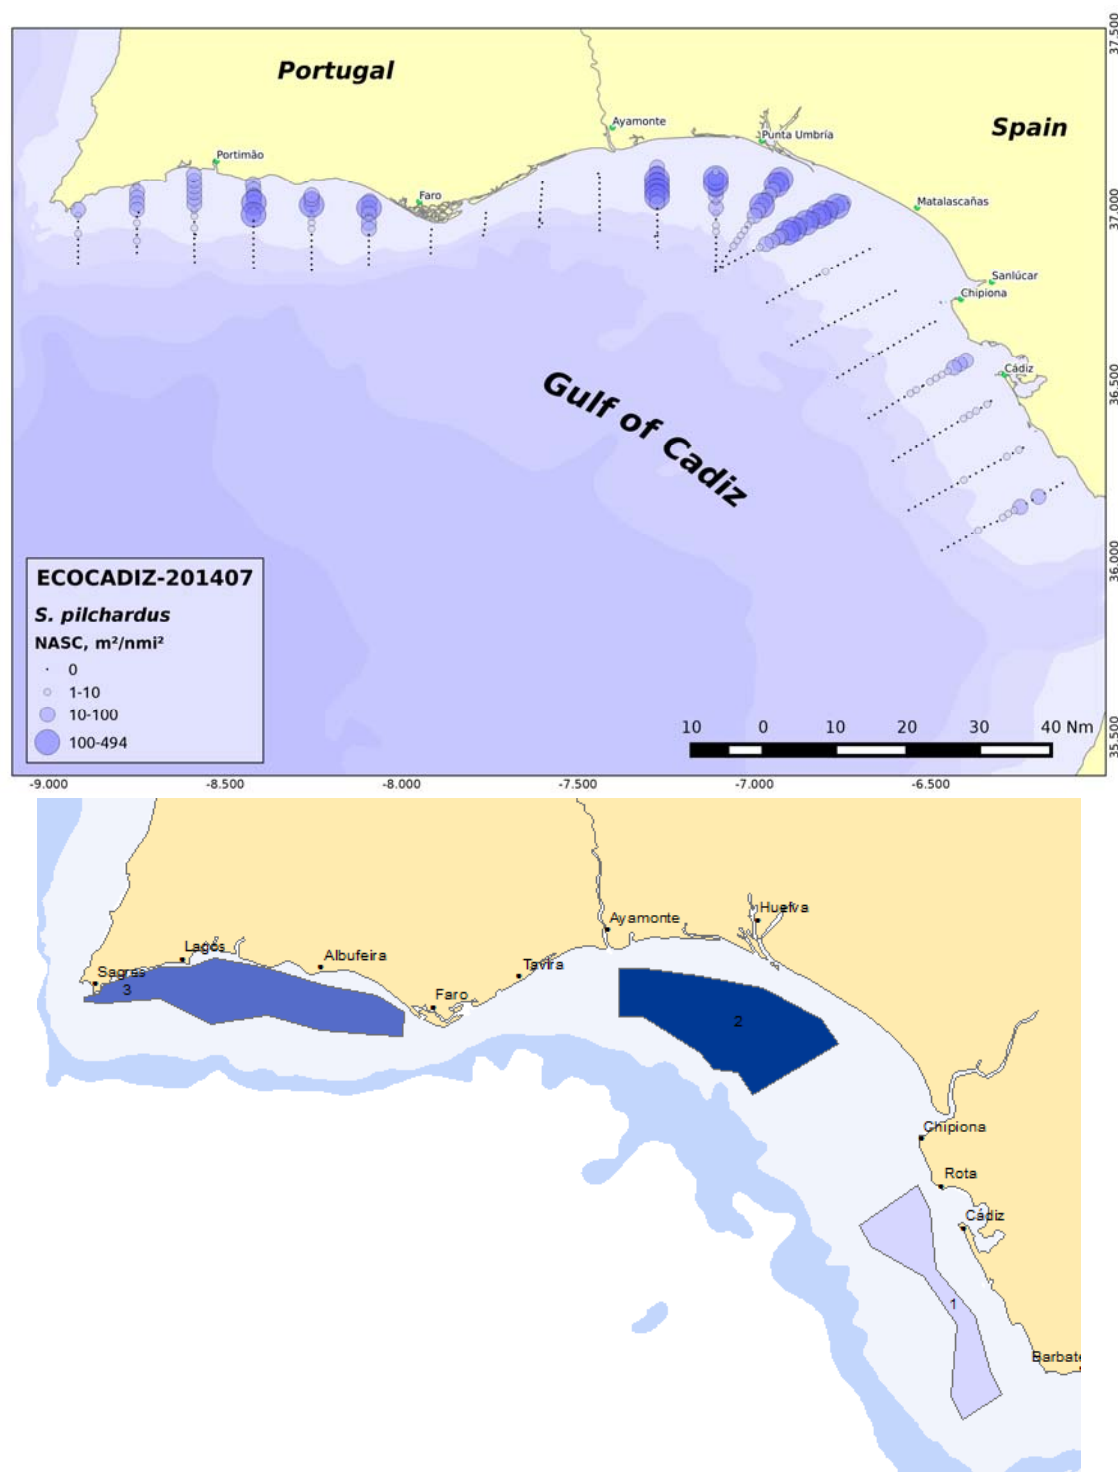 Portugal
Spain
Ayamonte
Punta Umbría
Portimão
Faro
Matalascañas
Sanlúcar
Chipiona
Cádiz
Gulf of Cadiz
37.500
37.000
36.500
36.000
35.500
ECOCADIZ-201407
S. pilchardus
NASC, m²/nmi²
0
1-10
10-100
100-494
10 0 10 20 30 40 Nm
-9.000 -8.500 -8.000 -7.500 -7.000 -6.500
Huelva
Ayamonte
Lagos
Albufeira
Tavira
Sagres
3
Faro
2
Chipiona
Rota
Cádiz
1
Barbate